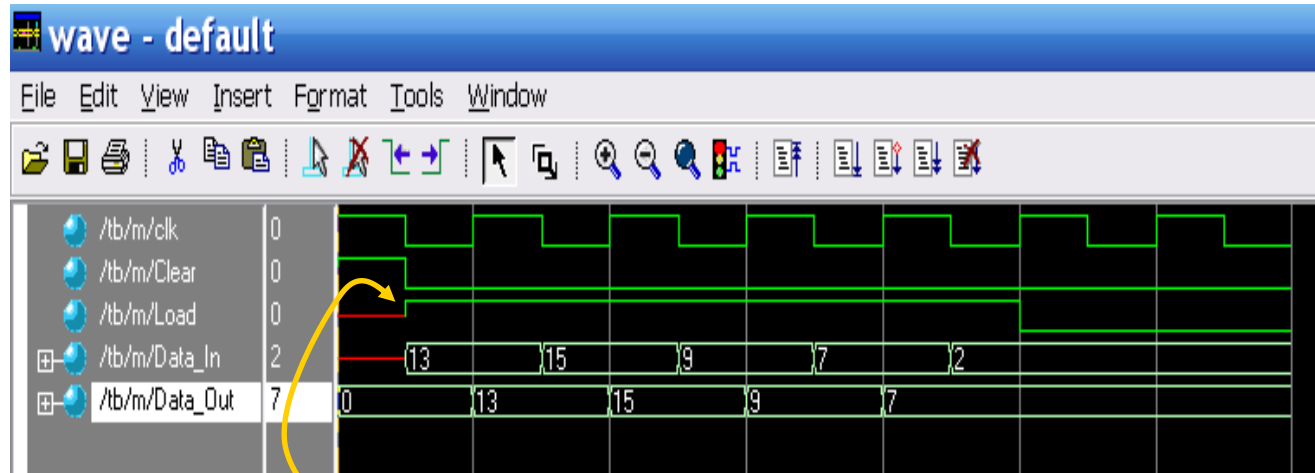 wave - default
File Edit View Insert Format Tools Window
/tb/m/clk 0
/tb/m/Clear 0
/tb/m/Load 0
/tb/m/Data_In 2 13 15 9 7 2
/tb/m/Data_Out 7 0 13 15 9 7